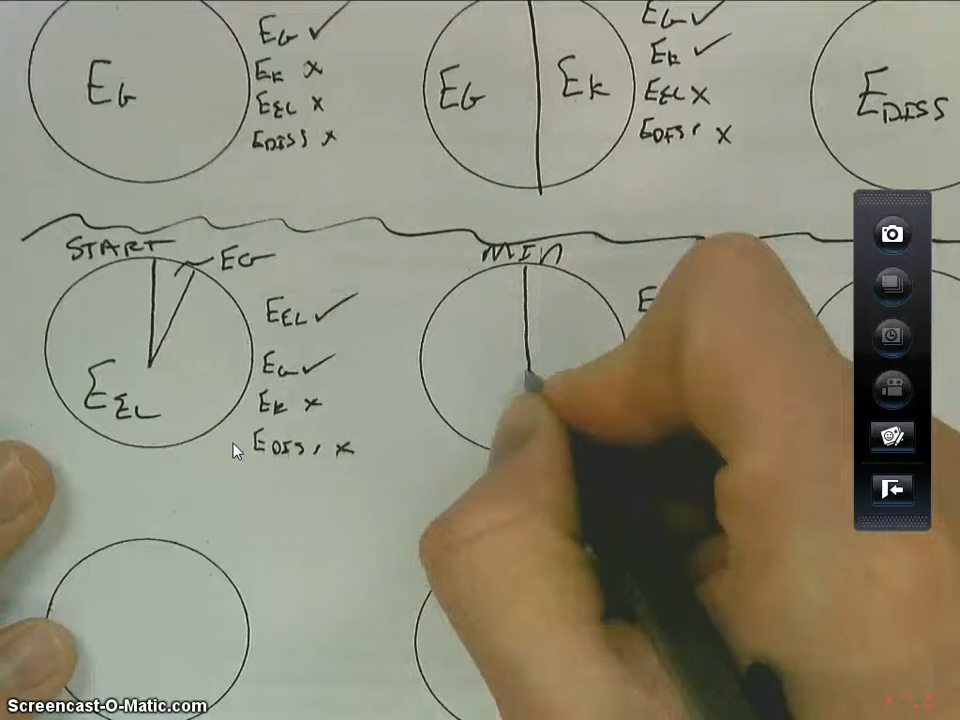 EG
EG ✓
EK x
EEL x
EDISS x
EG
EK
EG ✓
EK ✓
EEL x
EDISS x
EDISS
START
EG
EEL
EEL ✓
EG ✓
EK x
EDISS x
MIN
E
Screencast-O-Matic.com